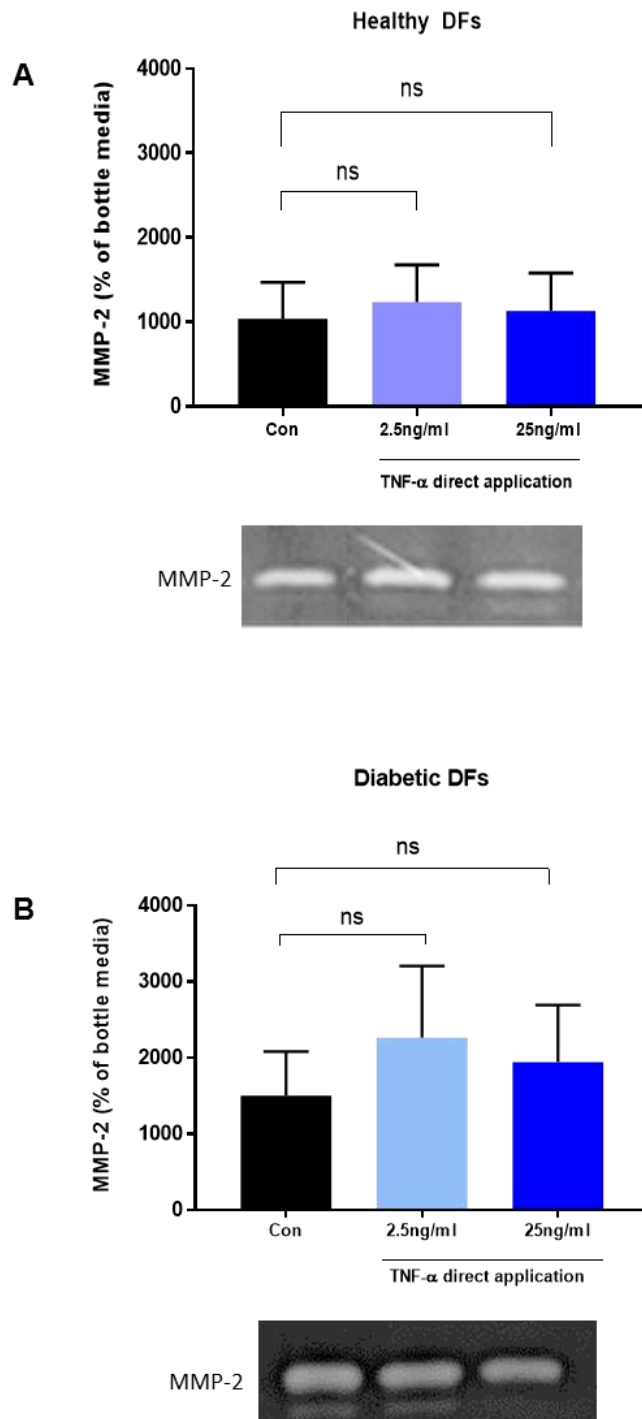 Healthy DFs
A
MMP-2 (% of bottle media)
4000
3000
2000
1000
0
ns
ns
Con
2.5ng/ml
25ng/ml
TNF-α direct application
MMP-2
Diabetic DFs
B
MMP-2 (% of bottle media)
4000
3000
2000
1000
0
ns
ns
Con
2.5ng/ml
25ng/ml
TNF-α direct application
MMP-2